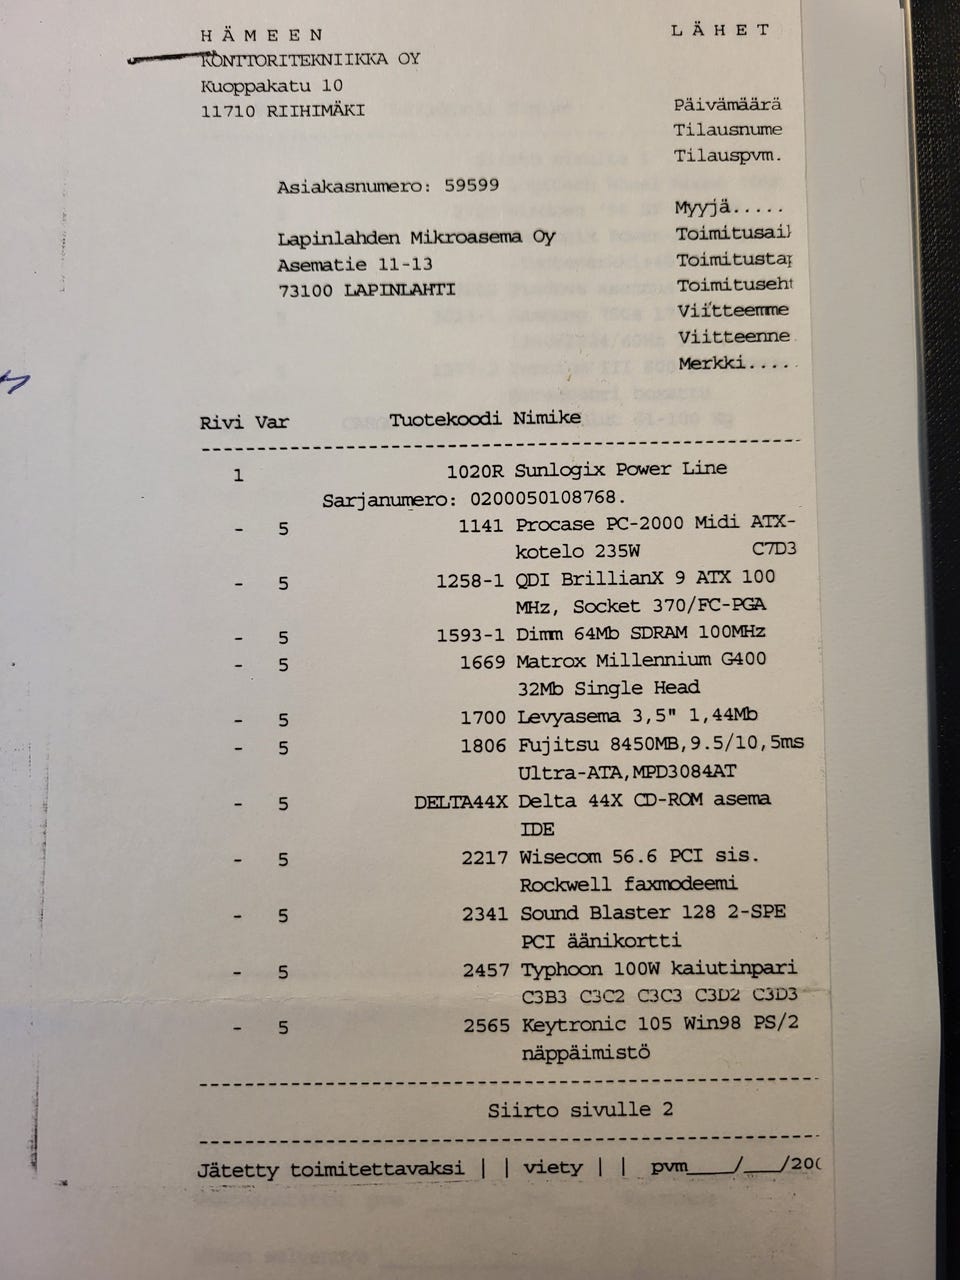 HÄMEEN LÄHET
KONTTORITEKNIIKKA OY
Kuoppakatu 10
11710 RIIHIMÄKI
Päivämäärä
Tilausnume
Tilauspvm.
Asiakasnumero: 59599
Myyjä.....
Lapinlahden Mikroasema Oy
Toimitusail
Asematie 11-13
Toimitustap
73100 LAPINLAHTI
Toimituseht
Viitteemme
Viitteenne
Merkki.....
Rivi Var Tuotekoodi Nimike
1 1020R Sunlogix Power Line
Sarjanumero: 0200050108768.
- 5 1141 Procase PC-2000 Midi ATX-
kotelo 235W C7D3
- 5 1258-1 QDI BrillianX 9 ATX 100
MHz, Socket 370/FC-PGA
- 5 1593-1 Dimm 64Mb SDRAM 100MHz
- 5 1669 Matrox Millennium G400
32Mb Single Head
- 5 1700 Levyasema 3,5" 1,44Mb
- 5 1806 Fujitsu 8450MB,9.5/10,5ms
Ultra-ATA,MPD3084AT
- 5 DELTA44X Delta 44X CD-ROM asema
IDE
- 5 2217 Wisecom 56.6 PCI sis.
Rockwell faxmodeemi
- 5 2341 Sound Blaster 128 2-SPE
PCI äänikortti
- 5 2457 Typhoon 100W kaiutinpari
C3B3 C3C2 C3C3 C3D2 C3D3
- 5 2565 Keytronic 105 Win98 PS/2
näppäimistö
Siirto sivulle 2
Jätetty toimitettavaksi | | viety | | pvm____/___/200